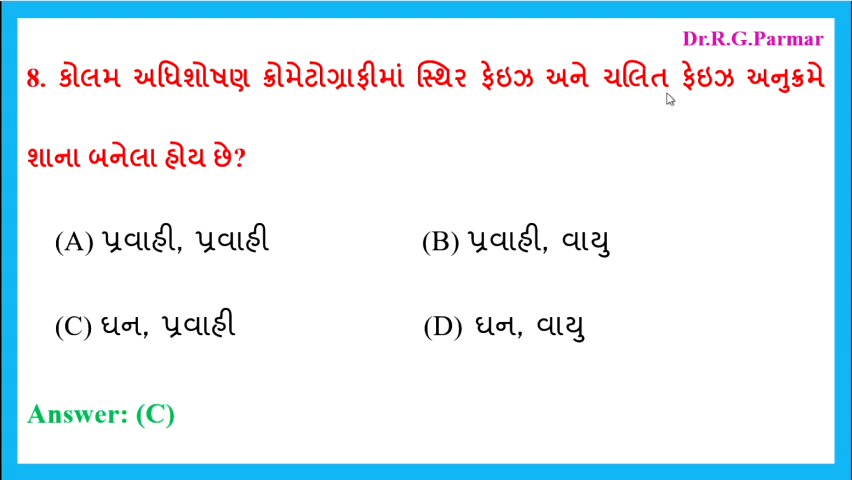 Dr.R.G.Parmar
8. કોલમ અધિશોષણ ક્રોમેટોગ્રાફીમાં સ્થિર ફેઇઝ અને ચલિત ફેઇઝ અનુક્રમે
શાના બનેલા હોય છે?
(A) પ્રવાહી, પ્રવાહી (B) પ્રવાહી, વાયુ
(C) ઘન, પ્રવાહી (D) ઘન, વાયુ
Answer: (C)